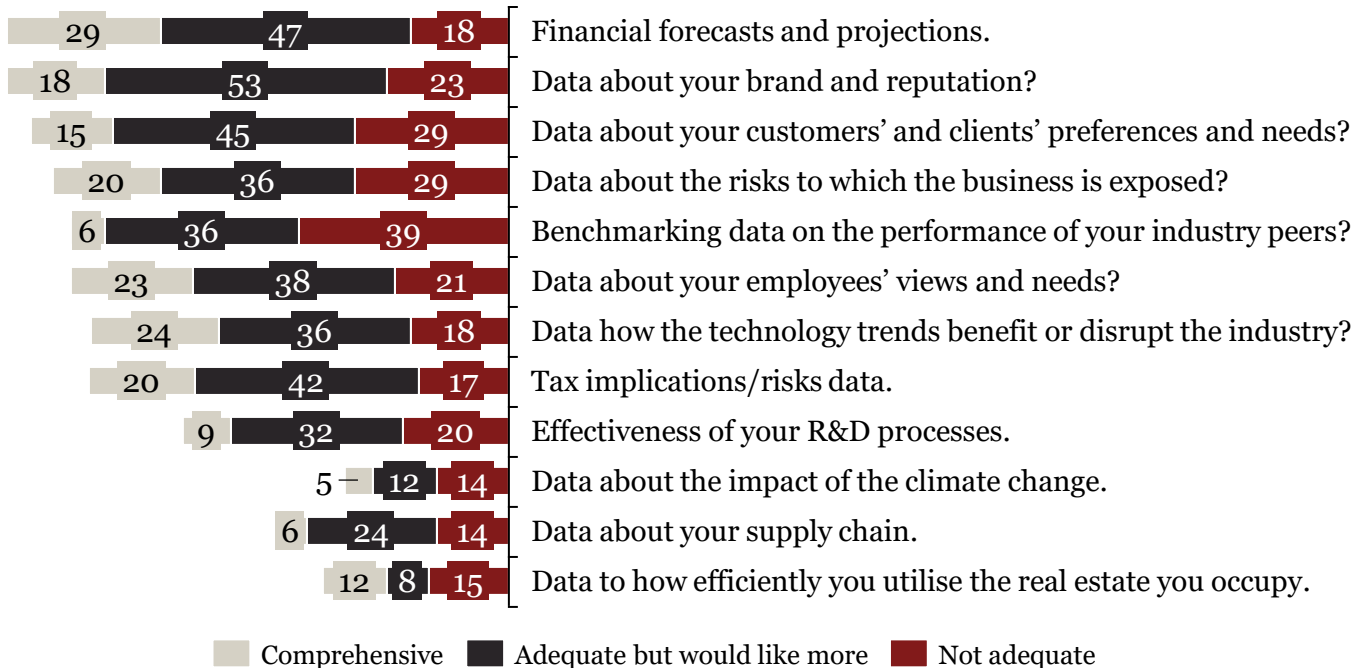 29 47 18 Financial forecasts and projections.
18 53 23 Data about your brand and reputation?
15 45 29 Data about your customers’ and clients’ preferences and needs?
20 36 29 Data about the risks to which the business is exposed?
6 36 39 Benchmarking data on the performance of your industry peers?
23 38 21 Data about your employees’ views and needs?
24 36 18 Data how the technology trends benefit or disrupt the industry?
20 42 17 Tax implications/risks data.
9 32 20 Effectiveness of your R&D processes.
5 12 14 Data about the impact of the climate change.
6 24 14 Data about your supply chain.
12 8 15 Data to how efficiently you utilise the real estate you occupy.
Comprehensive Adequate but would like more Not adequate